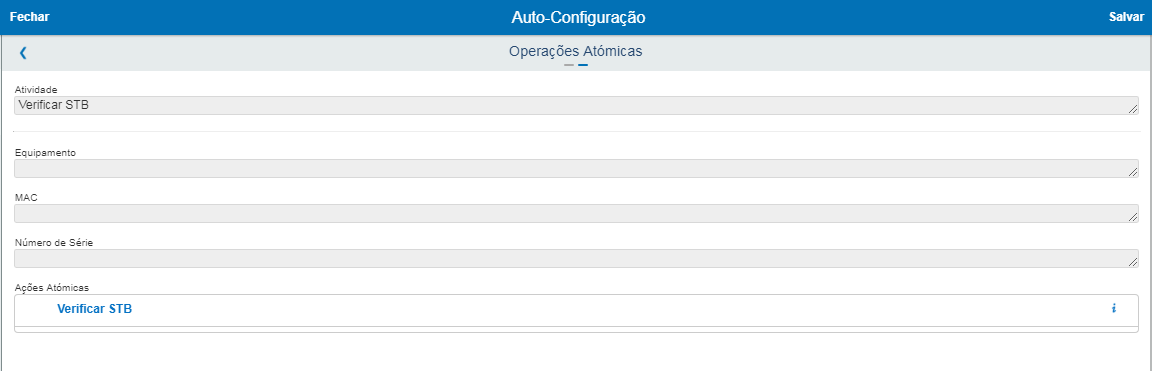 Fechar
Auto-Configuração
Salvar
Operações Atómicas
Atividade
Verificar STB
Equipamento
MAC
Número de Série
Ações Atómicas
Verificar STB